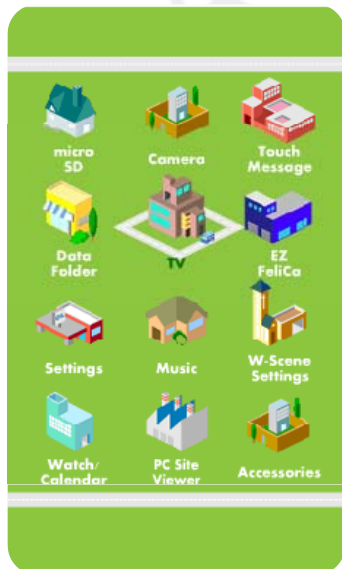 micro
SD
Camera
Touch
Message
Data
Folder
TV
EZ
FeliCa
Settings
Music
W-Scene
Settings
Watch/
Calendar
PC Site
Viewer
Accessories